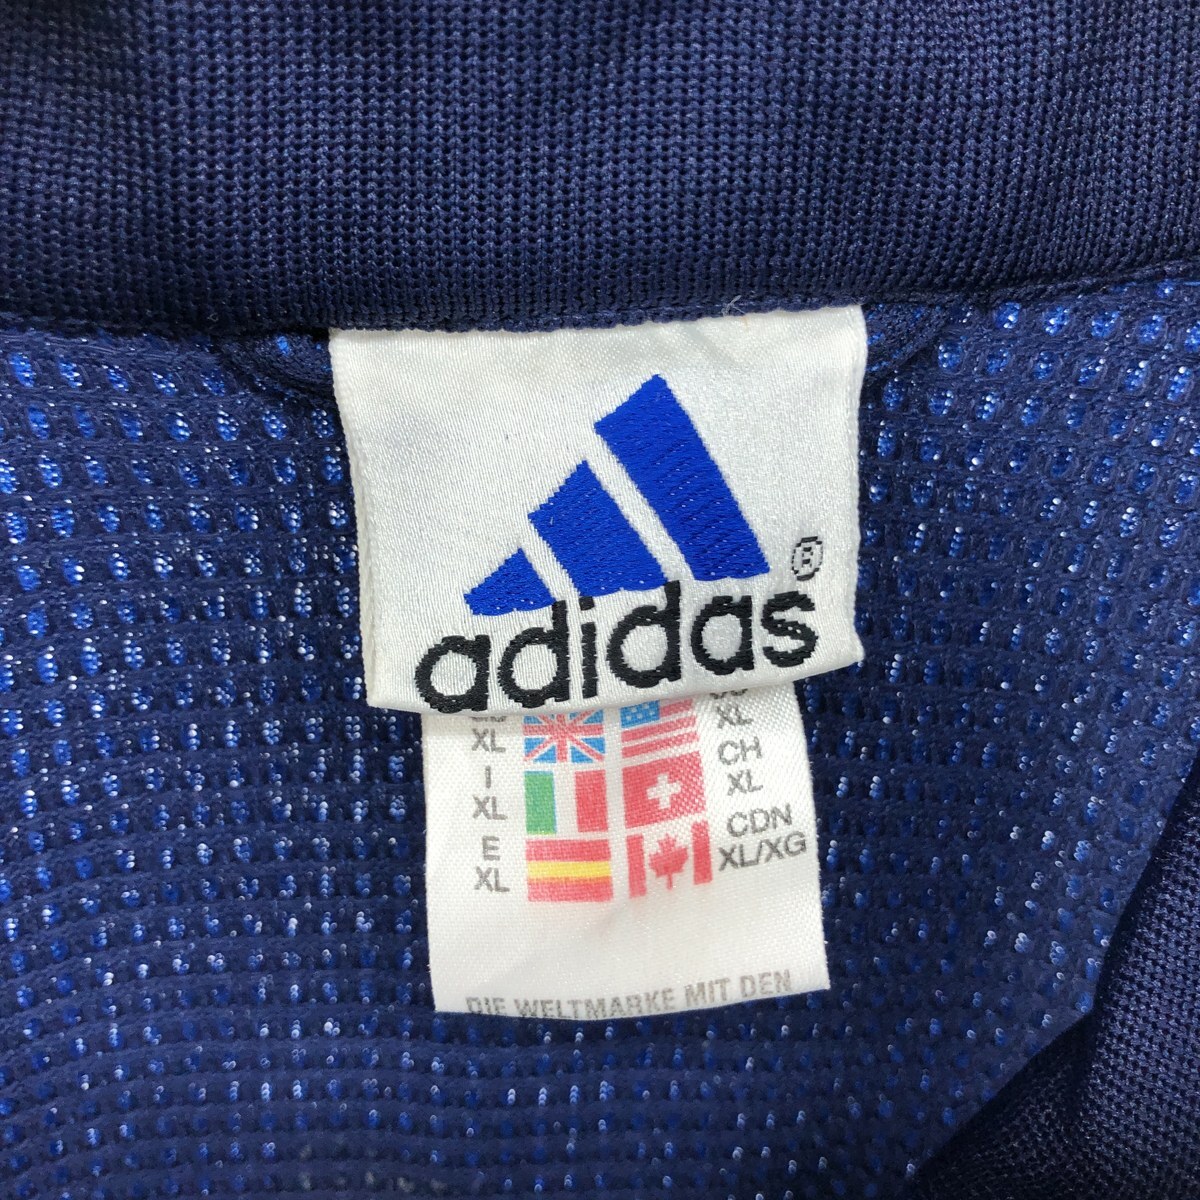 adidas®
XL XL
I CH
XL XL
E CDN
XL XL/XG
DIE WELTMARKE MIT DEN